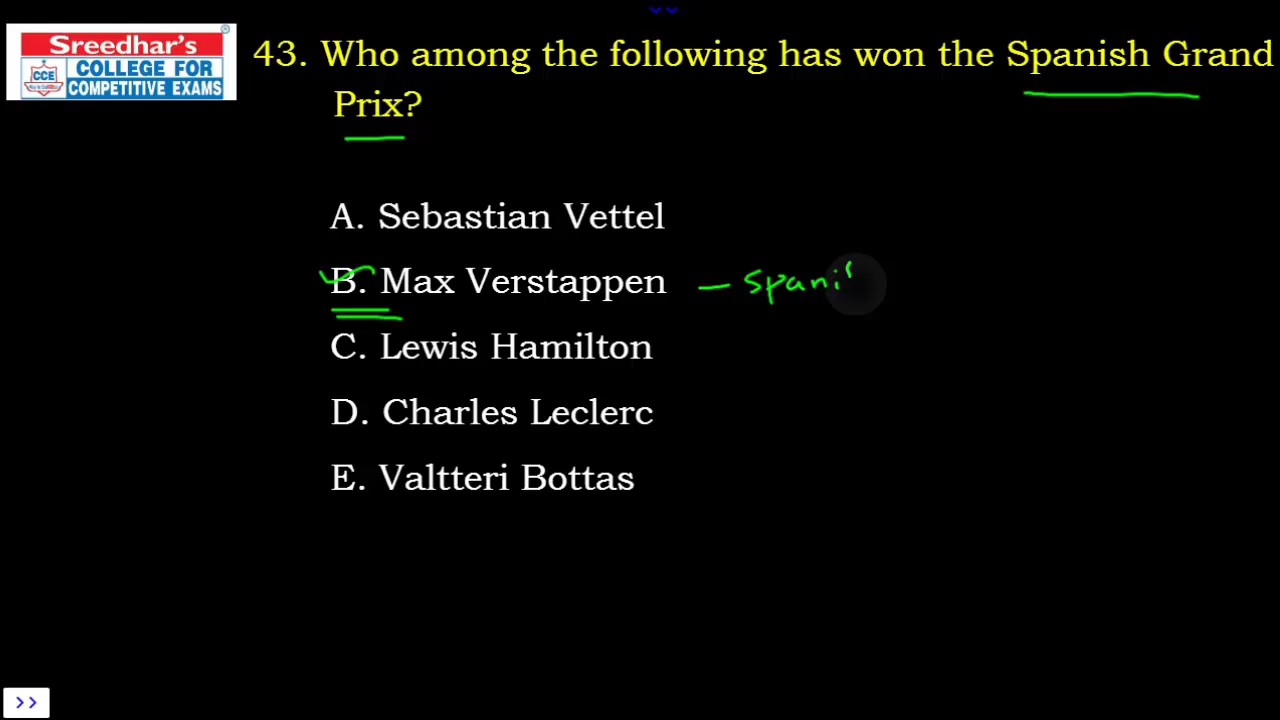 Sreedhar's
CCE
COLLEGE FOR
COMPETITIVE EXAMS
43. Who among the following has won the Spanish Grand
Prix?
A. Sebastian Vettel
B. Max Verstappen — Spani
C. Lewis Hamilton
D. Charles Leclerc
E. Valtteri Bottas
>>